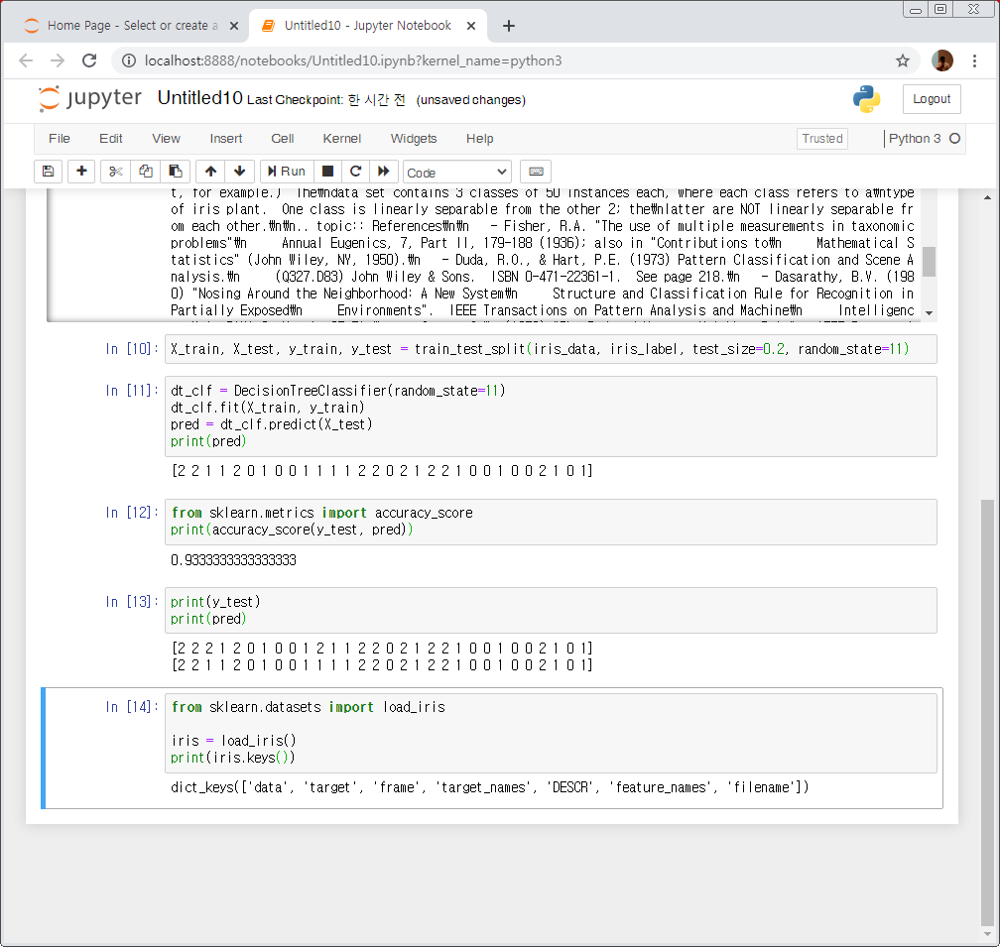 Home Page - Select or create a
Untitled10 - Jupyter Notebook
localhost:8888/notebooks/Untitled10.ipynb?kernel_name=python3
jupyter Untitled10 Last Checkpoint: 한 시간 전 (unsaved changes)
Logout
File Edit View Insert Cell Kernel Widgets Help Trusted Python 3
Run Code
t, for example.)  The₩ndata set contains 3 classes of 50 instances each, where each class refers to a₩ntype
of iris plant.  One class is linearly separable from the other 2; the₩nlatter are NOT linearly separable fr
om each other.₩n₩n.. topic:: References₩n₩n   - Fisher, R.A. "The use of multiple measurements in taxonomic
problems"₩n     Annual Eugenics, 7, Part II, 179-188 (1936); also in "Contributions to₩n     Mathematical S
tatistics" (John Wiley, NY, 1950).₩n   - Duda, R.O., & Hart, P.E. (1973) Pattern Classification and Scene A
nalysis.₩n     (Q327.D83) John Wiley & Sons.  ISBN 0-471-22361-1.  See page 218.₩n   - Dasarathy, B.V. (198
0) "Nosing Around the Neighborhood: A New System₩n     Structure and Classification Rule for Recognition in
Partially Exposed₩n     Environments".  IEEE Transactions on Pattern Analysis and Machine₩n     Intelligenc
In [10]: X_train, X_test, y_train, y_test = train_test_split(iris_data, iris_label, test_size=0.2, random_state=11)
In [11]: dt_clf = DecisionTreeClassifier(random_state=11)
dt_clf.fit(X_train, y_train)
pred = dt_clf.predict(X_test)
print(pred)
[2 2 1 1 2 0 1 0 0 1 1 1 1 2 2 0 2 1 2 2 1 0 0 1 0 0 2 1 0 1]
In [12]: from sklearn.metrics import accuracy_score
print(accuracy_score(y_test, pred))
0.9333333333333333
In [13]: print(y_test)
print(pred)
[2 2 2 1 2 0 1 0 0 1 2 1 1 2 2 0 2 1 2 2 1 0 0 1 0 0 2 1 0 1]
[2 2 1 1 2 0 1 0 0 1 1 1 1 2 2 0 2 1 2 2 1 0 0 1 0 0 2 1 0 1]
In [14]: from sklearn.datasets import load_iris
iris = load_iris()
print(iris.keys())
dict_keys(['data', 'target', 'frame', 'target_names', 'DESCR', 'feature_names', 'filename'])